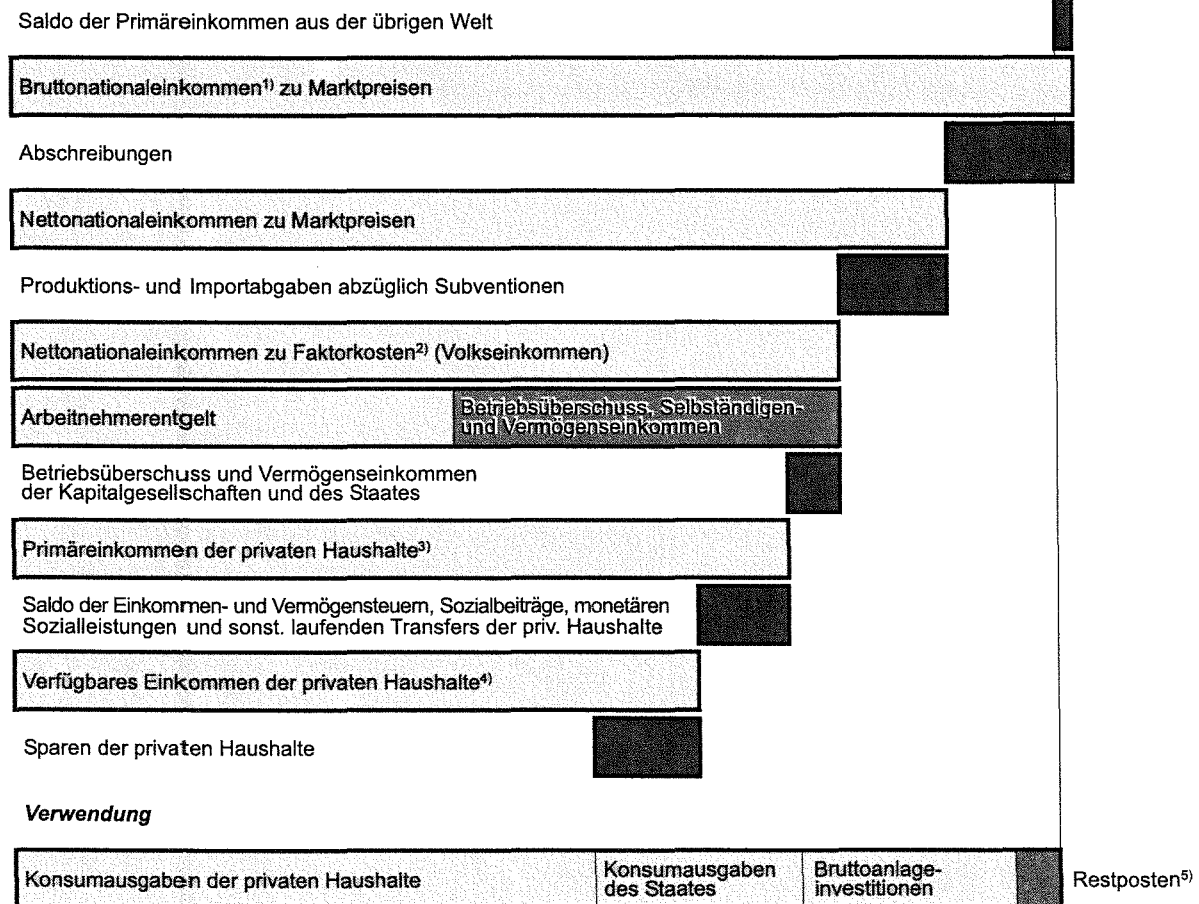 Saldo der Primäreinkommen aus der übrigen Welt
Bruttonationaleinkommen¹⁾ zu Marktpreisen
Abschreibungen
Nettonationaleinkommen zu Marktpreisen
Produktions- und Importabgaben abzüglich Subventionen
Nettonationaleinkommen zu Faktorkosten²⁾ (Volkseinkommen)
Arbeitnehmerentgelt
Betriebsüberschuss, Selbständigen-
und Vermögenseinkommen
Betriebsüberschuss und Vermögenseinkommen
der Kapitalgesellschaften und des Staates
Primäreinkommen der privaten Haushalte³⁾
Saldo der Einkommen- und Vermögensteuern, Sozialbeiträge, monetären
Sozialleistungen und sonst. laufenden Transfers der priv. Haushalte
Verfügbares Einkommen der privaten Haushalte⁴⁾
Sparen der privaten Haushalte
Verwendung
Konsumausgaben der privaten Haushalte
Konsumausgaben
des Staates
Bruttoanlage-
investitionen
Restposten⁵⁾